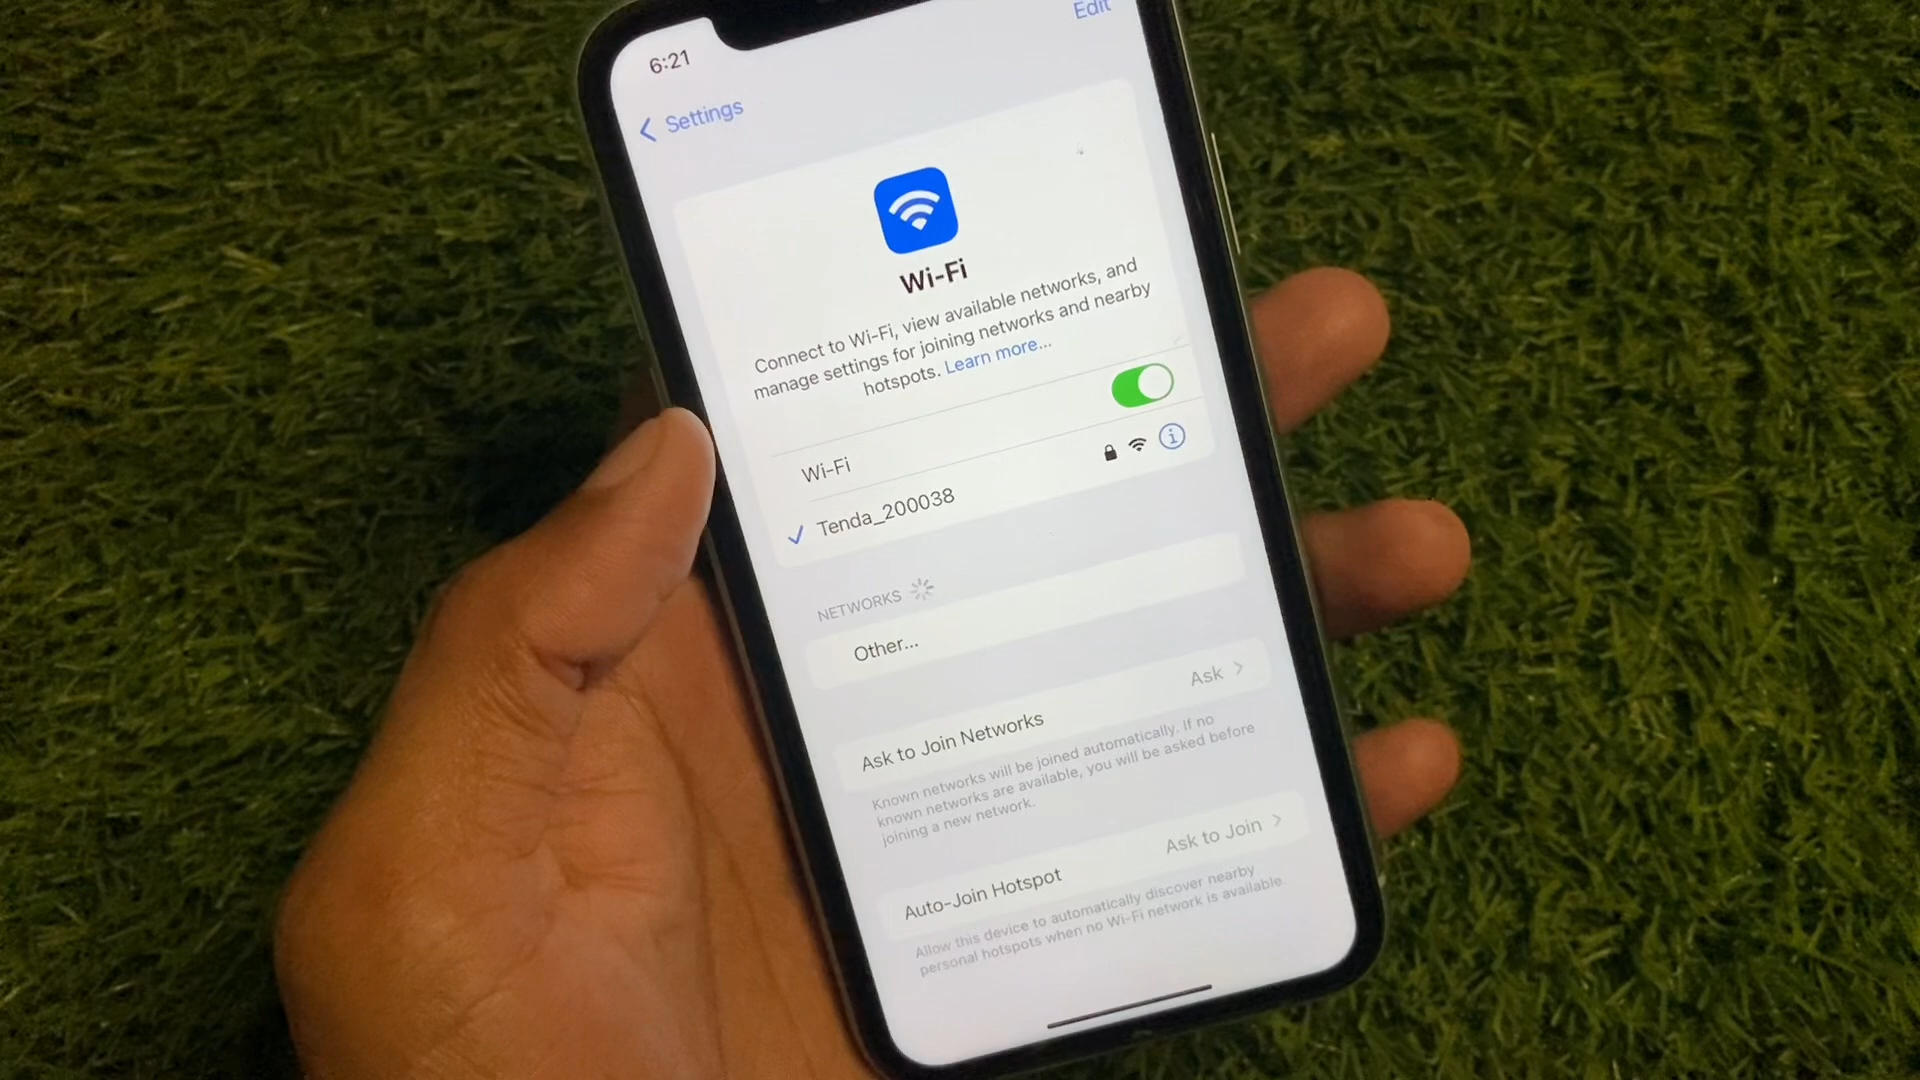 6:21
Edit
Settings
Wi-Fi
Connect to Wi-Fi, view available networks, and
manage settings for joining networks and nearby
hotspots. Learn more...
Wi-Fi
Tenda_200038
NETWORKS
Other...
Ask to Join Networks
Ask
Known networks will be joined automatically. If no
known networks are available, you will be asked before
joining a new network.
Auto-Join Hotspot
Ask to Join
Allow this device to automatically discover nearby
personal hotspots when no Wi-Fi network is available.